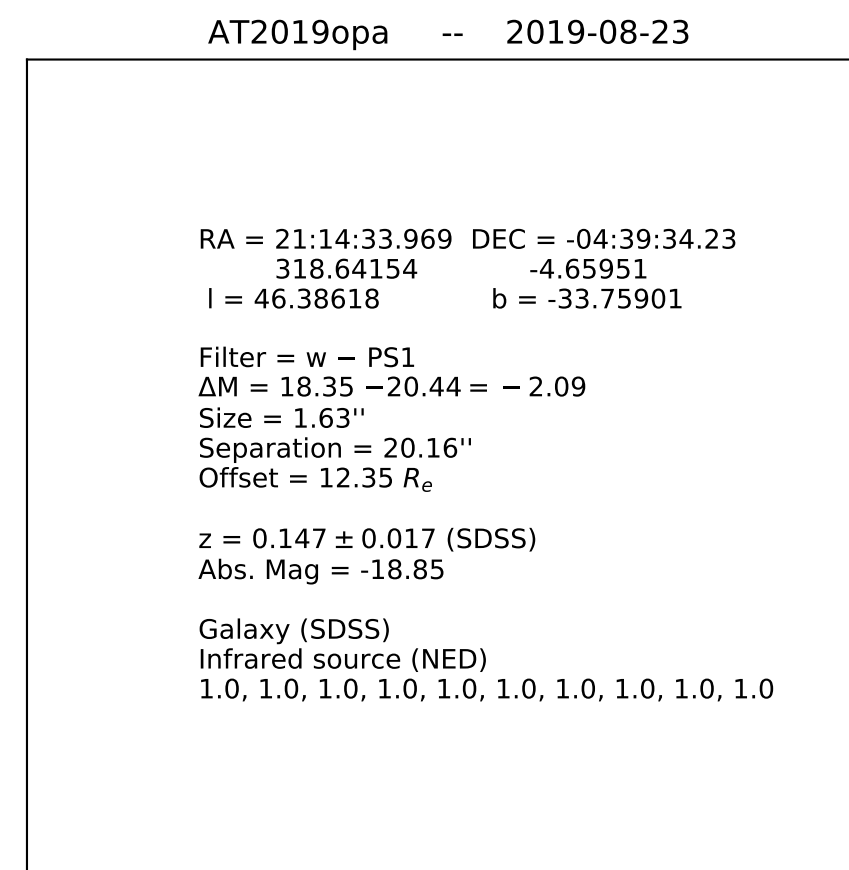 AT2019opa -- 2019-08-23
RA = 21:14:33.969 DEC = -04:39:34.23
318.64154 -4.65951
l = 46.38618 b = -33.75901
Filter = w − PS1
ΔM = 18.35 −20.44 = − 2.09
Size = 1.63''
Separation = 20.16''
Offset = 12.35 Rₑ
z = 0.147 ± 0.017 (SDSS)
Abs. Mag = -18.85
Galaxy (SDSS)
Infrared source (NED)
1.0, 1.0, 1.0, 1.0, 1.0, 1.0, 1.0, 1.0, 1.0, 1.0